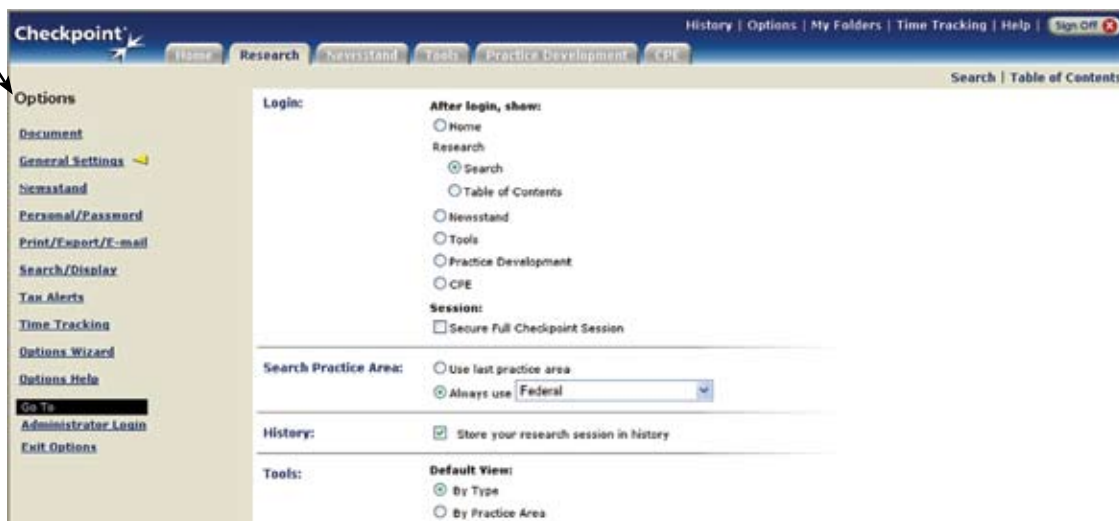 Checkpoint
History | Options | My Folders | Time Tracking | Help | Sign Off
Home Research Newsstand Tools Practice Development CPE
Search | Table of Contents
Options
Document
General Settings
Newsstand
Personal/Password
Print/Export/E-mail
Search/Display
Tax Alerts
Time Tracking
Options Wizard
Options Help
Go To
Administrator Login
Exit Options
Login:
After login, show:
Home
Research
Search
Table of Contents
Newsstand
Tools
Practice Development
CPE
Session:
Secure Full Checkpoint Session
Search Practice Area:
Use last practice area
Always use Federal
History:
Store your research session in history
Tools:
Default View:
By Type
By Practice Area